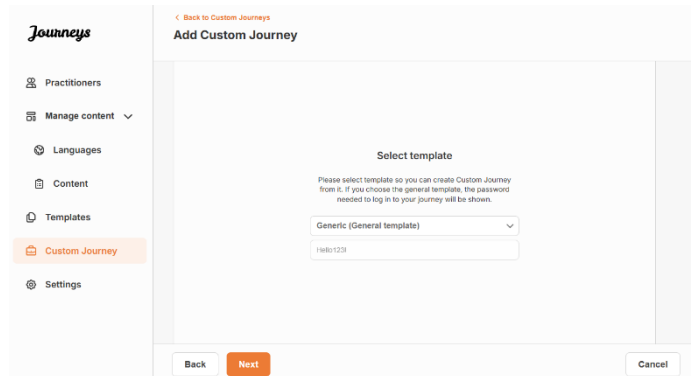 Journeys
Practitioners
Manage content
Languages
Content
Templates
Custom Journey
Settings
< Back to Custom Journeys
Add Custom Journey
Select template
Please select template so you can create Custom Journey
from it. If you choose the general template, the password
needed to log in to your journey will be shown.
Generic (General template)
Hello123!
Back
Next
Cancel